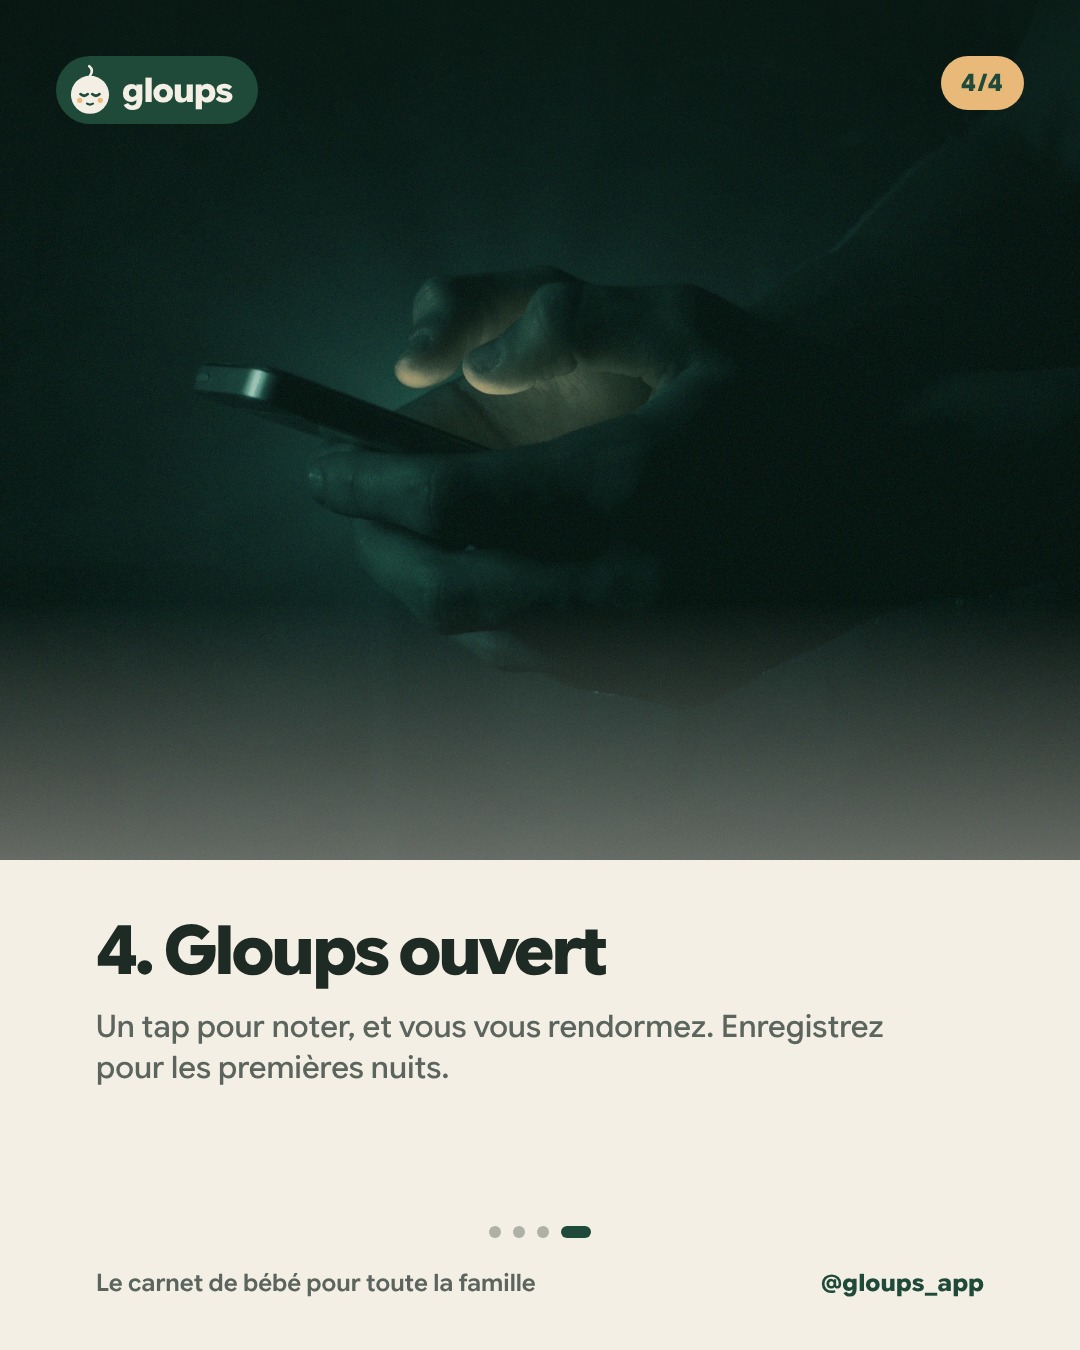 gloups
4/4
4. Gloups ouvert
Un tap pour noter, et vous vous rendormez. Enregistrez
pour les premières nuits.
Le carnet de bébé pour toute la famille
@gloups_app